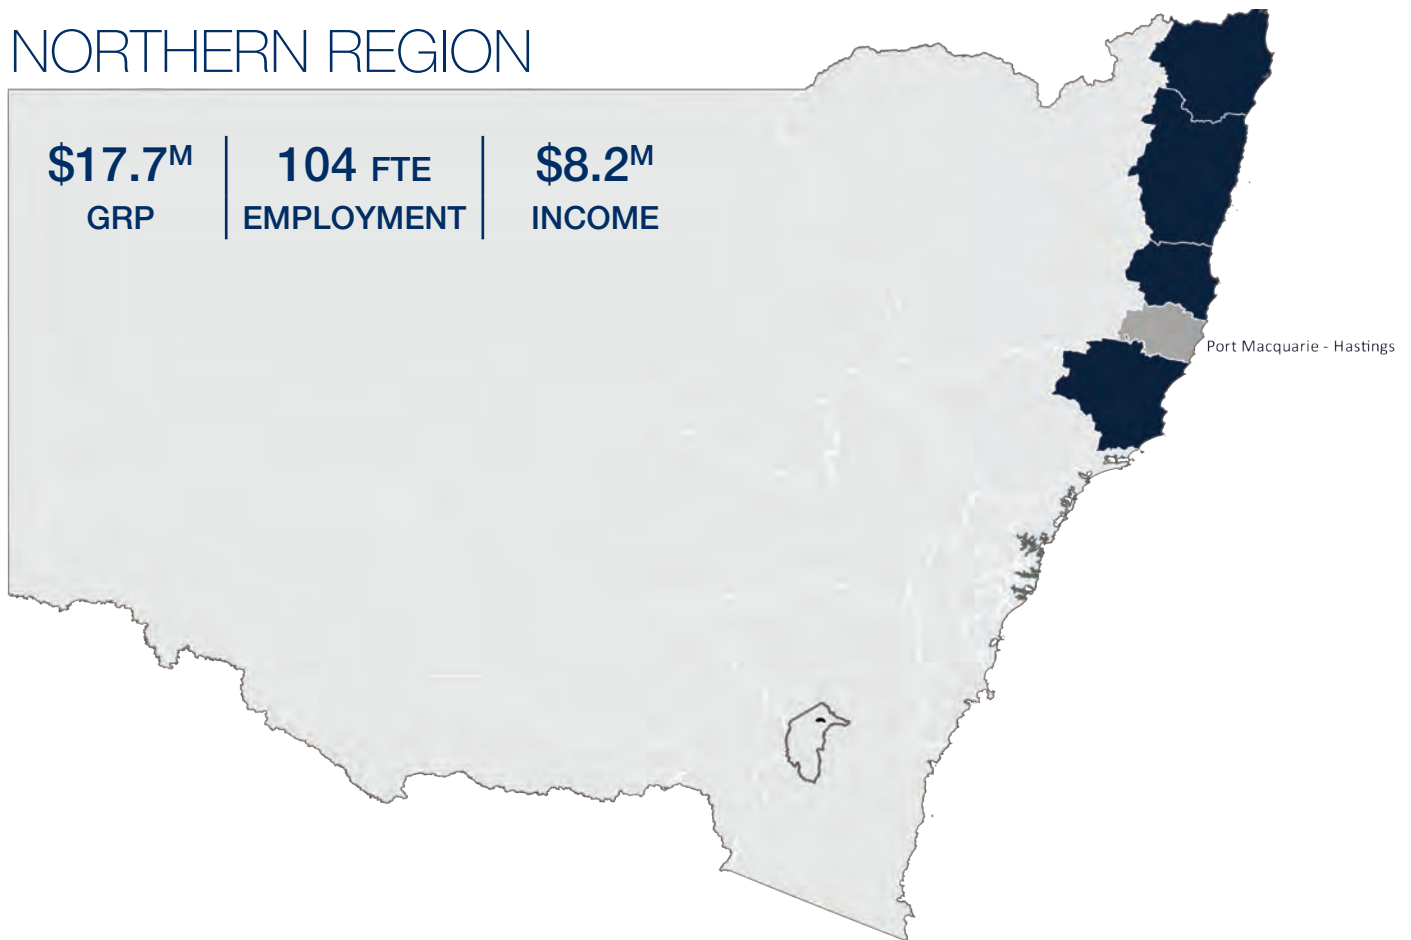 NORTHERN REGION
$17.7M | 104 FTE | $8.2M
GRP | EMPLOYMENT | INCOME
Port Macquarie - Hastings